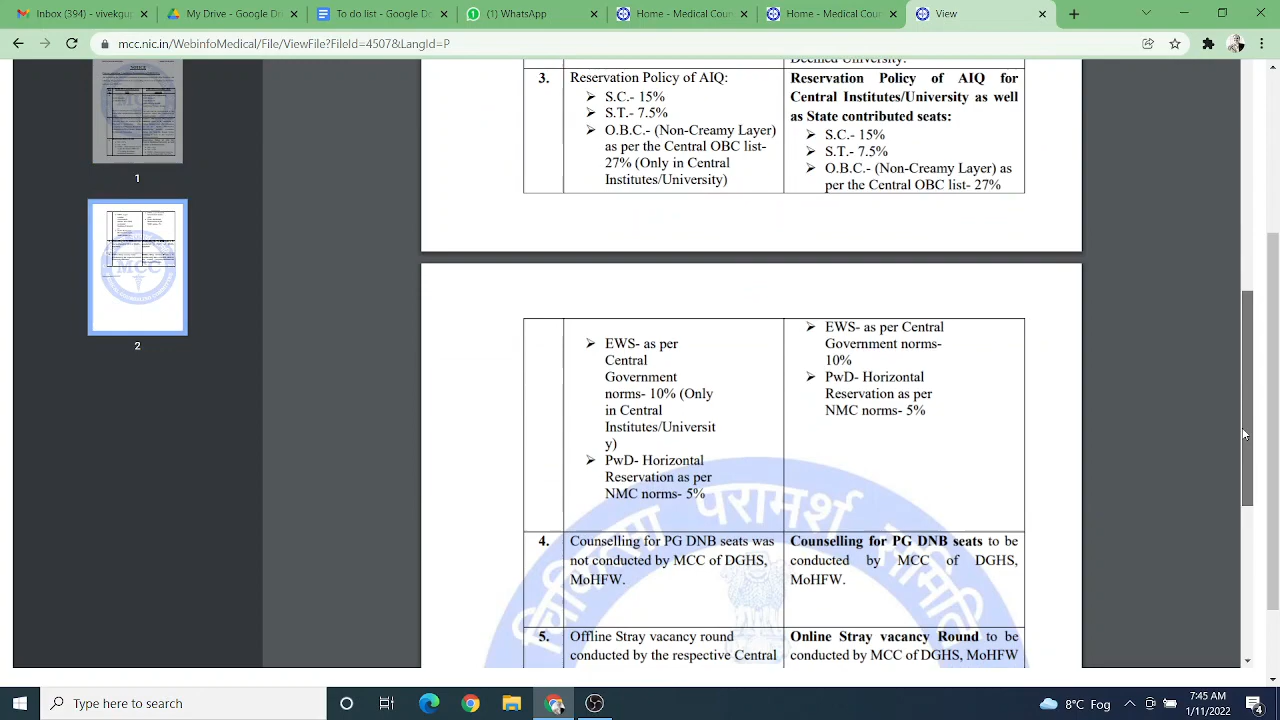 Inbox (394) - vivekgu
My Drive - Google Dr
To do list - Google Do
(1) WhatsApp
Home - Medical Coun
Home - Medical Coun
View
mcc.nic.in/WebinfoMedical/File/ViewFile?FileId=4507&LangId=P
1
2
MCC
Deemed University.
3. Reservation Policy of AIQ:
➢ S.C.- 15%
➢ S.T.- 7.5%
➢ O.B.C.- (Non-Creamy Layer)
as per the Central OBC list-
27% (Only in Central
Institutes/University)
Reservation Policy of AIQ for
Central Institutes/University as well
as State contributed seats:
➢ S.C.- 15%
➢ S.T.- 7.5%
➢ O.B.C.- (Non-Creamy Layer) as
per the Central OBC list- 27%
➢ EWS- as per
Central
Government
norms- 10% (Only
in Central
Institutes/Universit
y)
➢ PwD- Horizontal
Reservation as per
NMC norms- 5%
➢ EWS- as per Central
Government norms-
10%
➢ PwD- Horizontal
Reservation as per
NMC norms- 5%
परामर्श
4. Counselling for PG DNB seats was
not conducted by MCC of DGHS,
MoHFW.
Counselling for PG DNB seats to be
conducted by MCC of DGHS,
MoHFW.
5. Offline Stray vacancy round
conducted by the respective Central
Online Stray vacancy Round to be
conducted by MCC of DGHS, MoHFW
Type here to search
9°C Fog
7:45 AM
1/11/2022